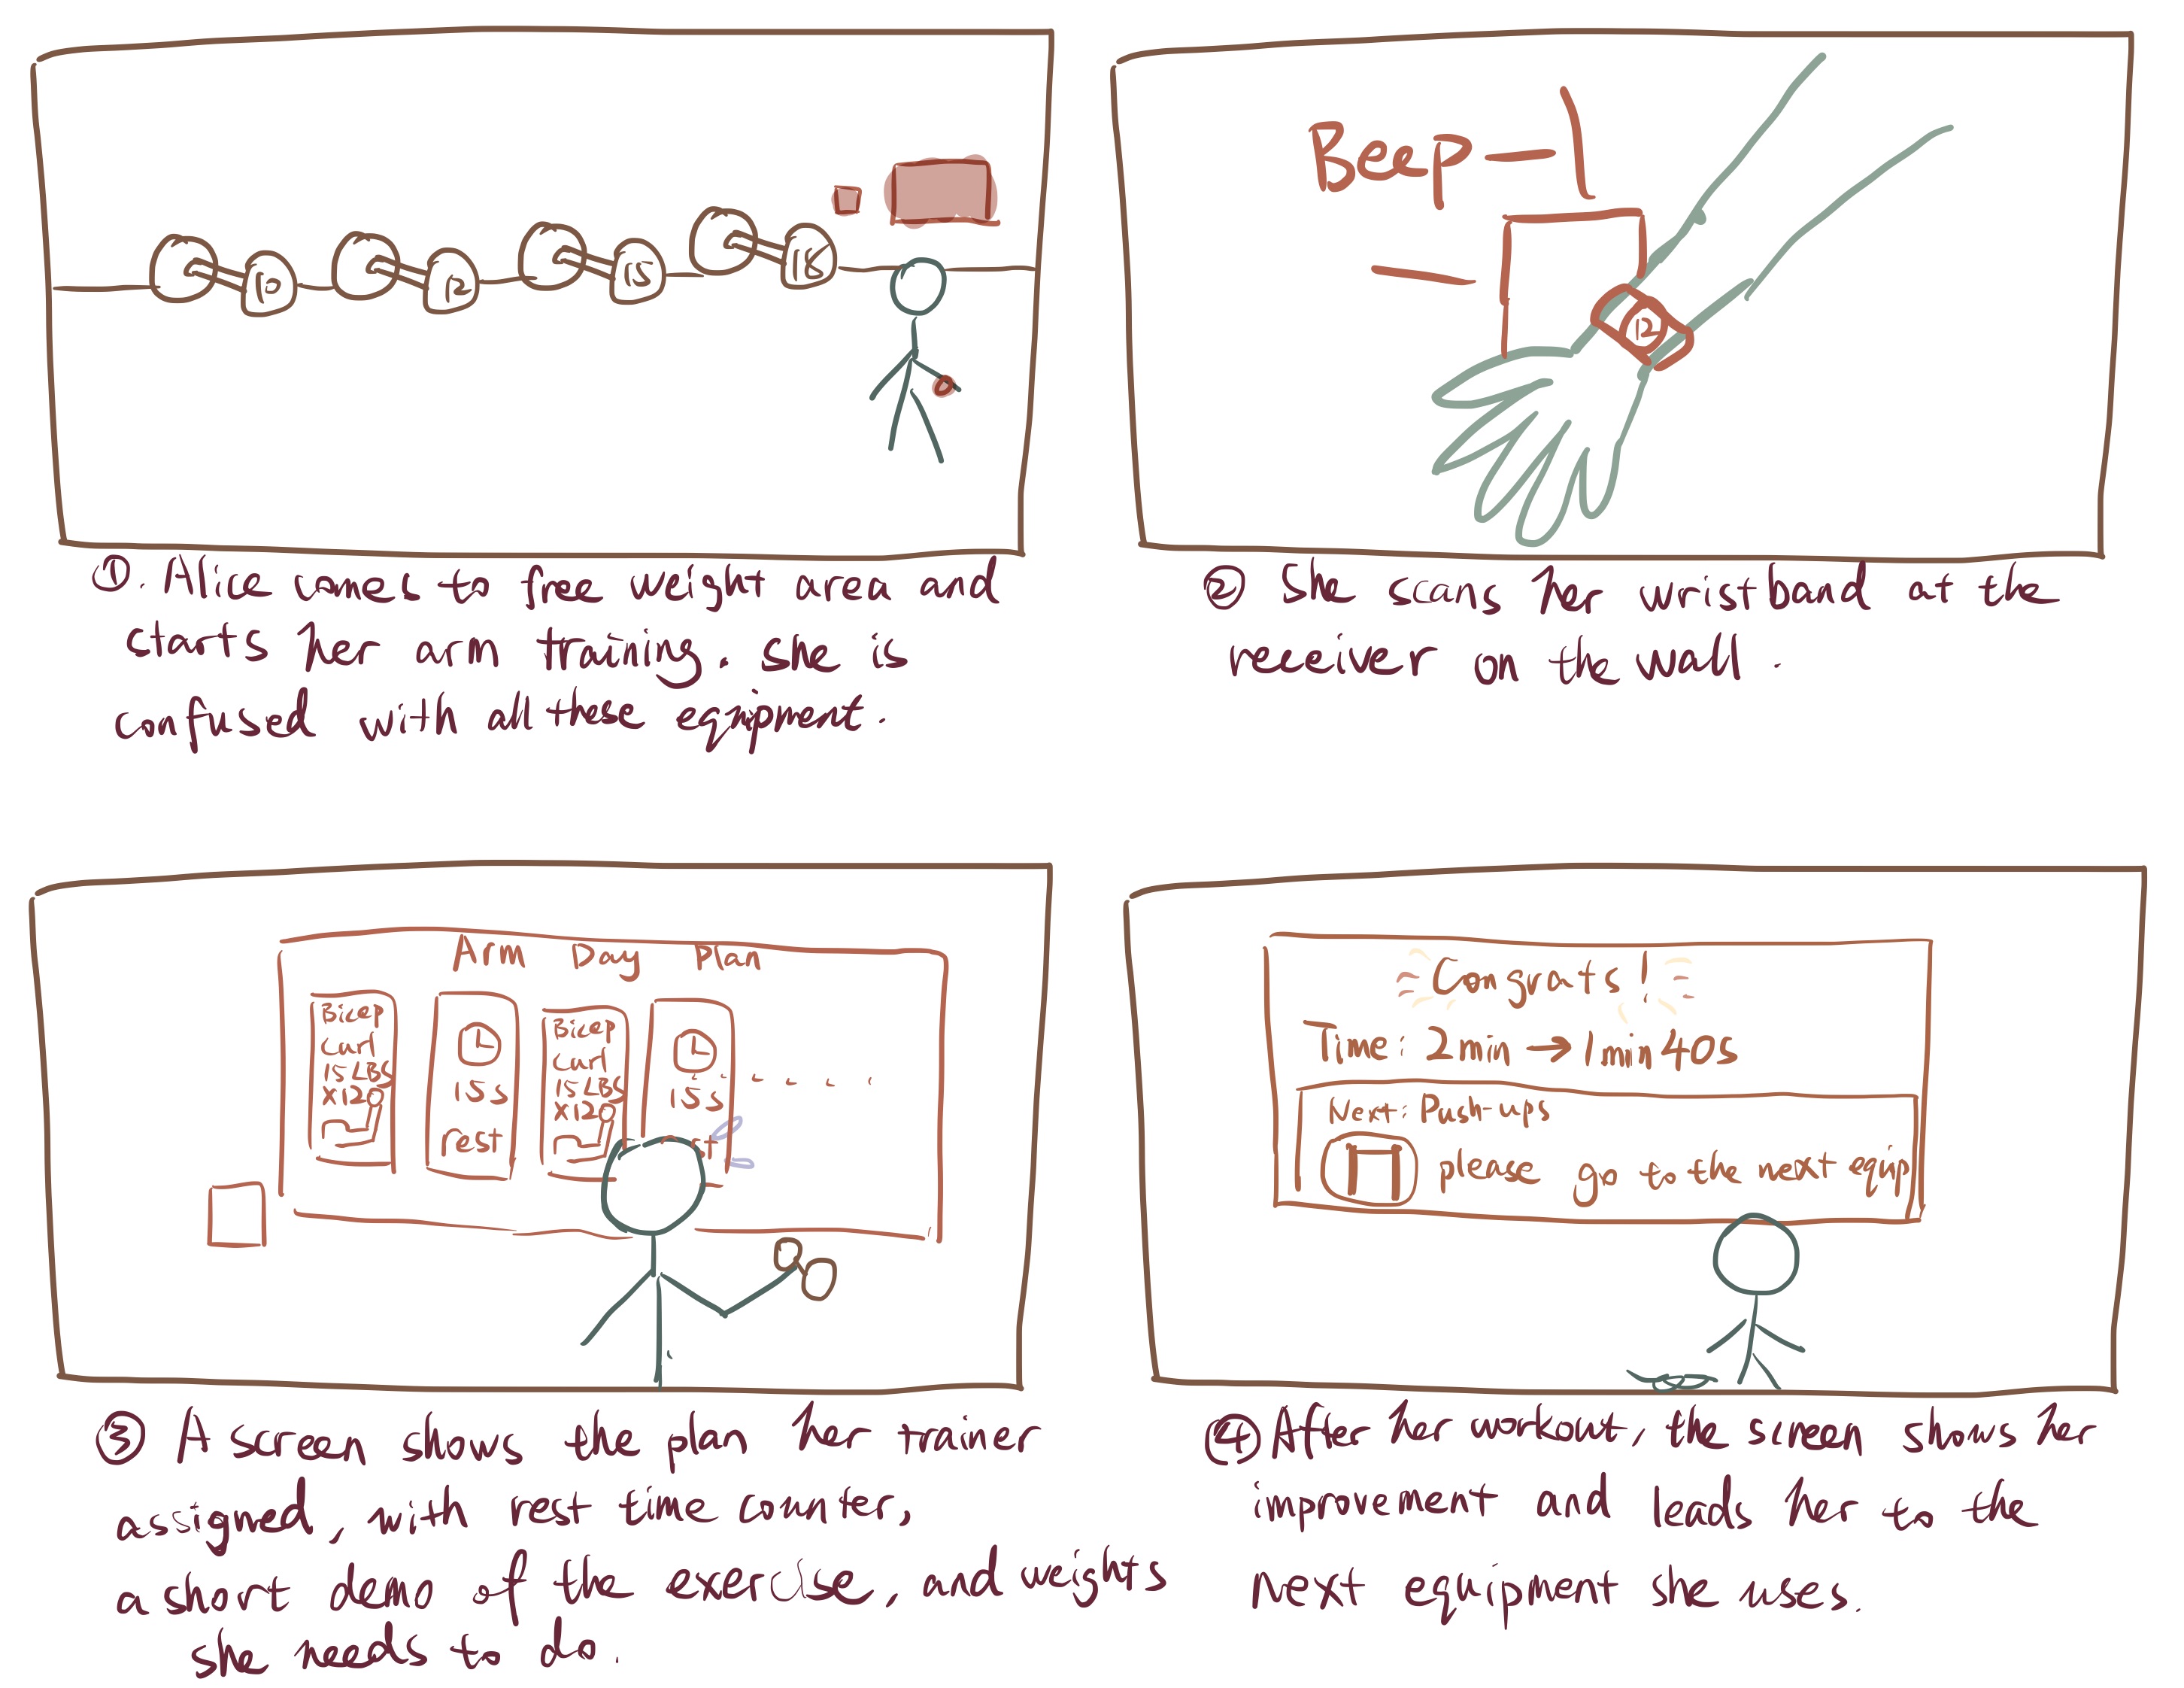 10
12
15
18
①. Alice comes to free weight area and
starts her arm training. she is
confused with all these equipment.
Beep —
12
② She scans her wristband at the
receiver on the wall.
Arm Day Plan
Bicep
Curl
15LBS
x12
15s
rest
Bicep
Curl
15LBS
x12
15s
③ A screen shows the plan her trainer
assigned, with rest time counter,
a short demo of the exercise, and weights
she needs to do.
Congrats!
Time: 2min → 1min 40s
Next: Push-ups
please go to the next equip
④ After her workout, the screen shows her
improvement and leads her to the
next equipment she uses.